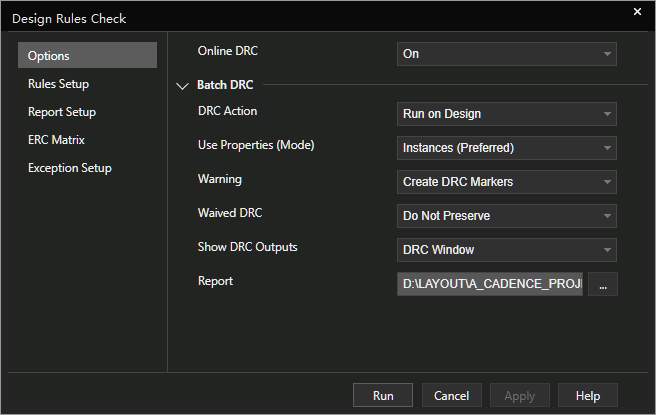 Design Rules Check
Options
Rules Setup
Report Setup
ERC Matrix
Exception Setup
Online DRC On
Batch DRC
DRC Action Run on Design
Use Properties (Mode) Instances (Preferred)
Warning Create DRC Markers
Waived DRC Do Not Preserve
Show DRC Outputs DRC Window
Report D:\LAYOUT\A_CADENCE_PROJ ...
Run Cancel Apply Help